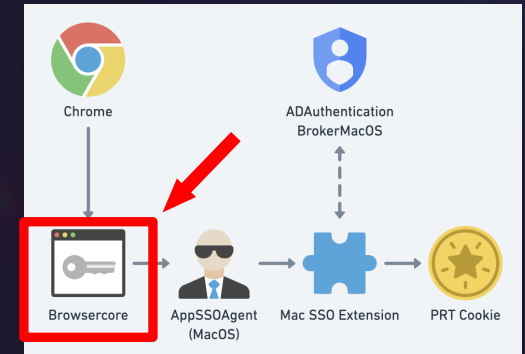 Chrome
ADAuthentication
BrokerMacOS
Browsercore
AppSSOAgent
(MacOS)
Mac SSO Extension
PRT Cookie